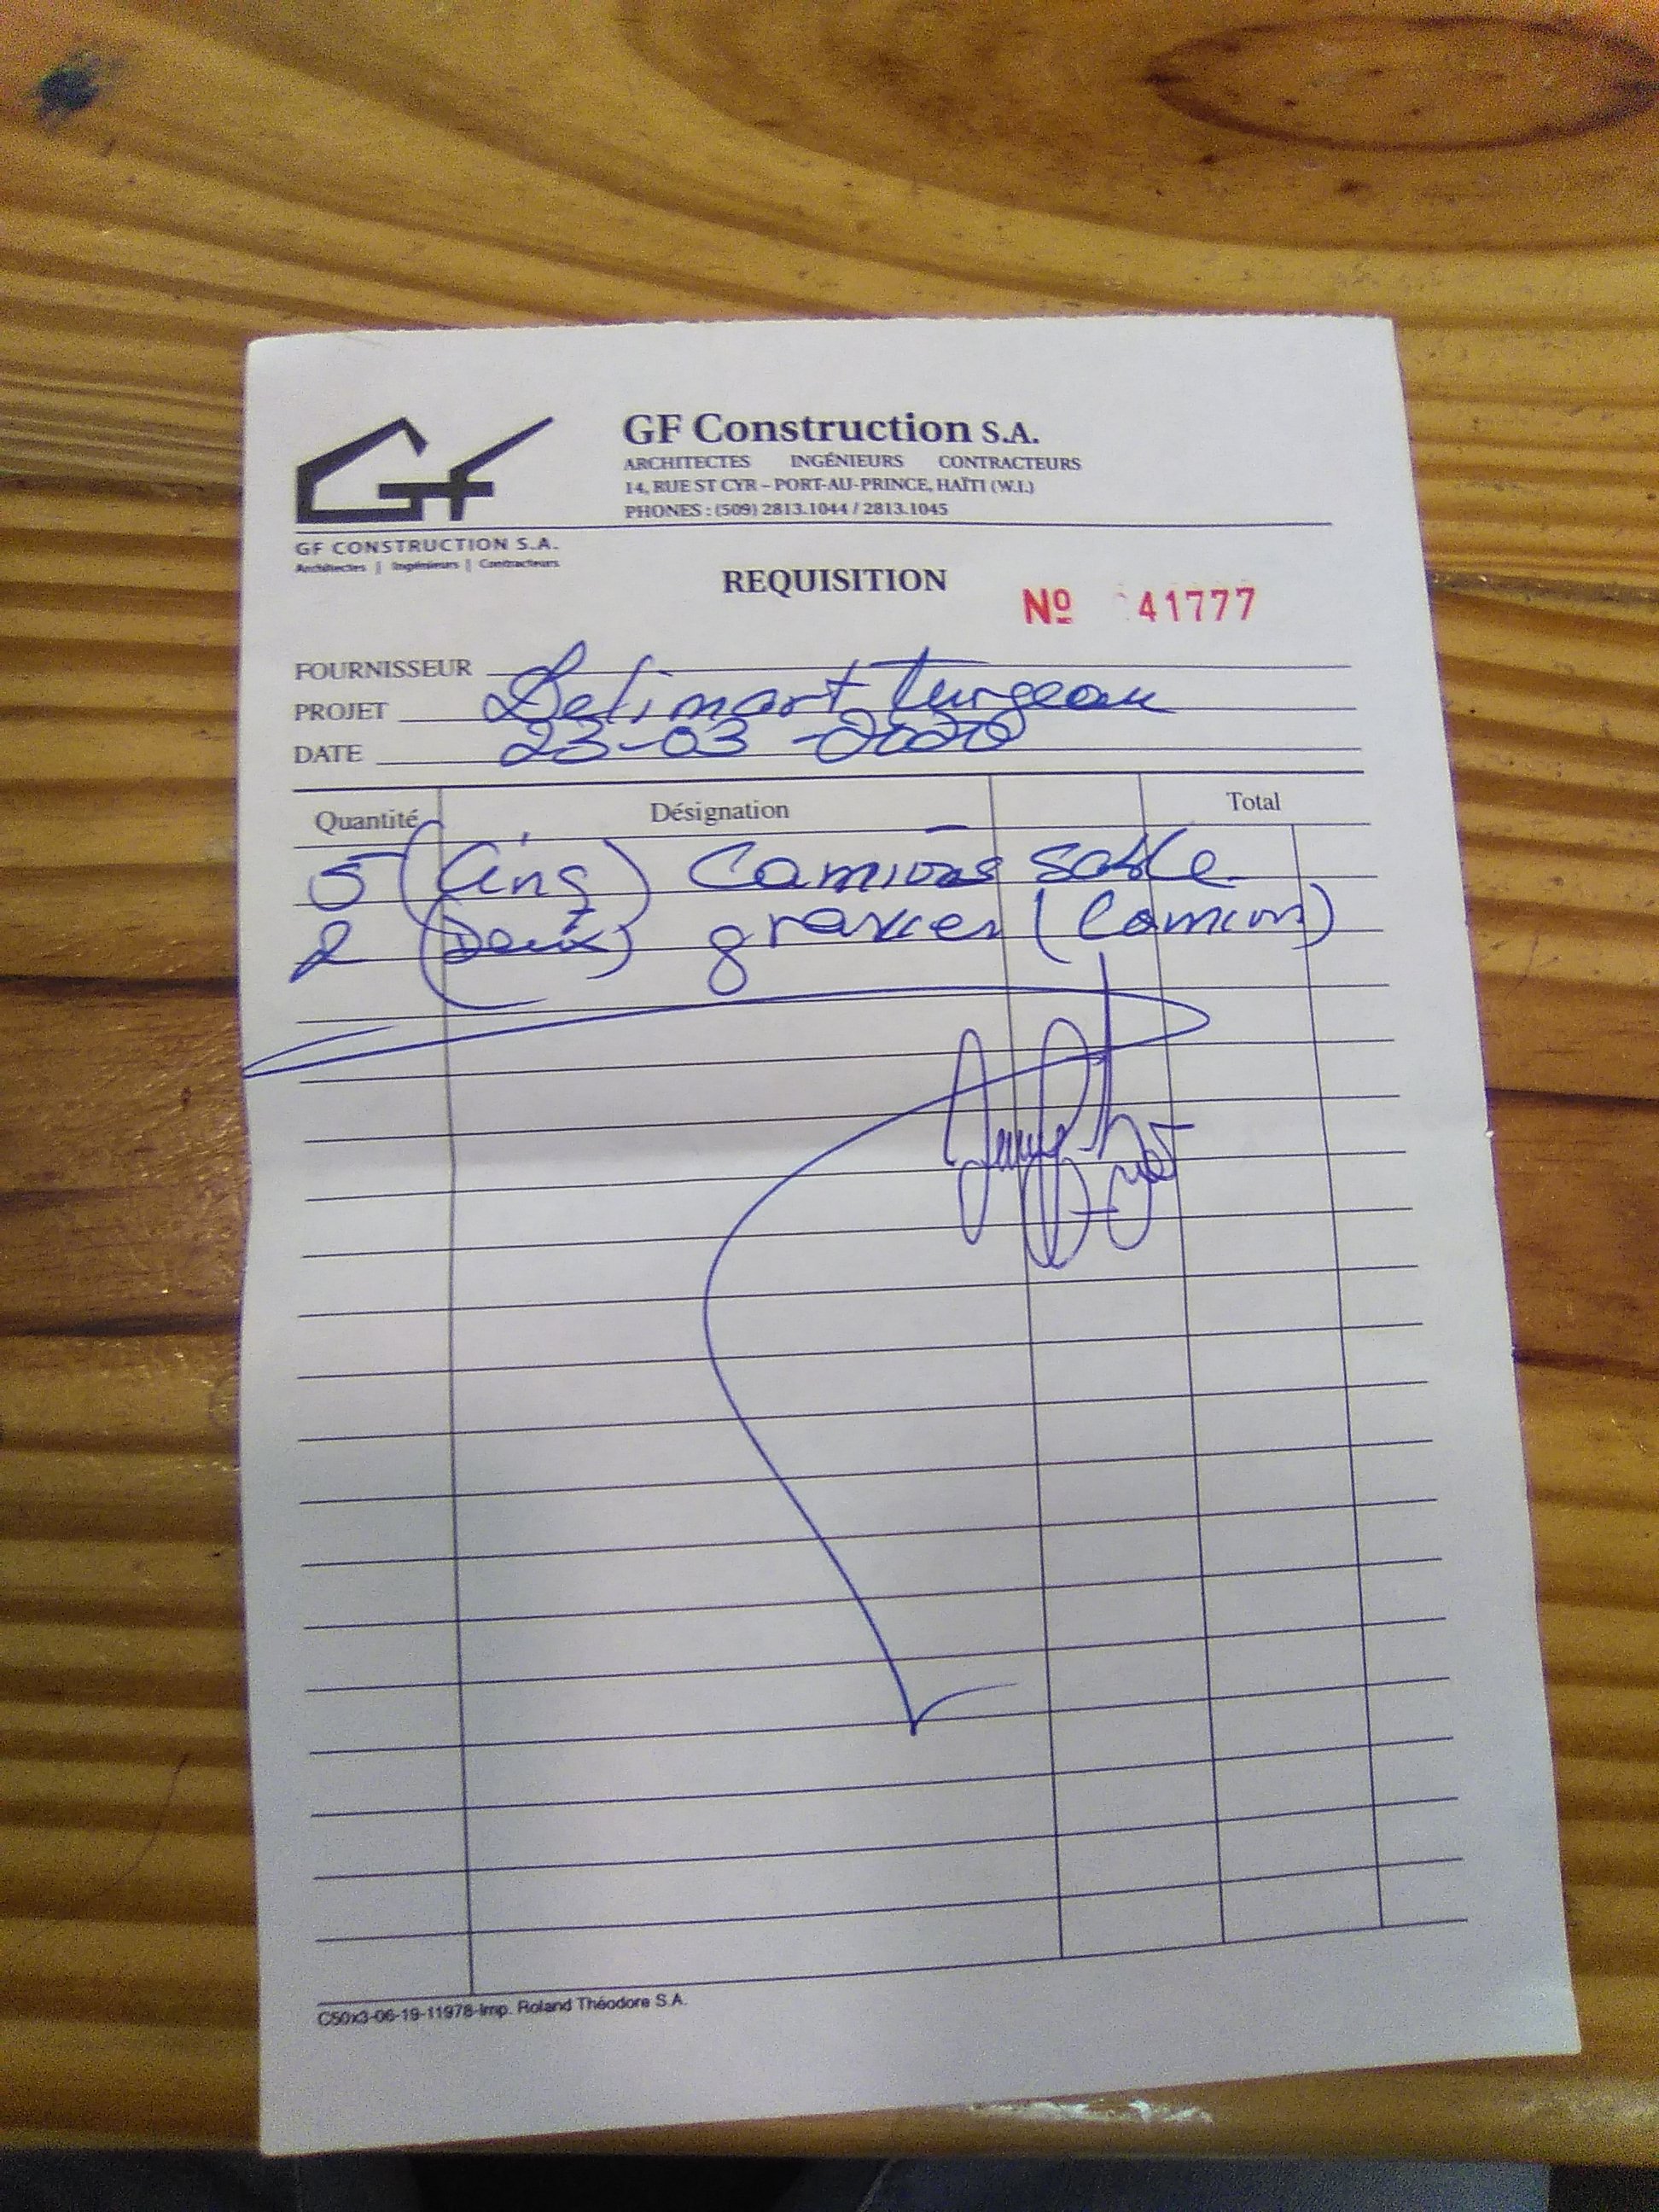 GF Construction S.A.
ARCHITECTES INGÉNIEURS CONTRACTEURS
14, RUE ST CYR – PORT-AU-PRINCE, HAÏTI (W.I.)
PHONES : (509) 2813.1044 / 2813.1045
GF
GF CONSTRUCTION S.A.
Architectes | Ingénieurs | Contracteurs
REQUISITION
Nº 41777
FOURNISSEUR
PROJET Delimart Turgeau
DATE 23-03-2020
Quantité Désignation Total
5 (Cinq) Camions sable
2 (Deux) gravier (Camion)
C50x3-06-19-11978-Imp. Roland Théodore S.A.